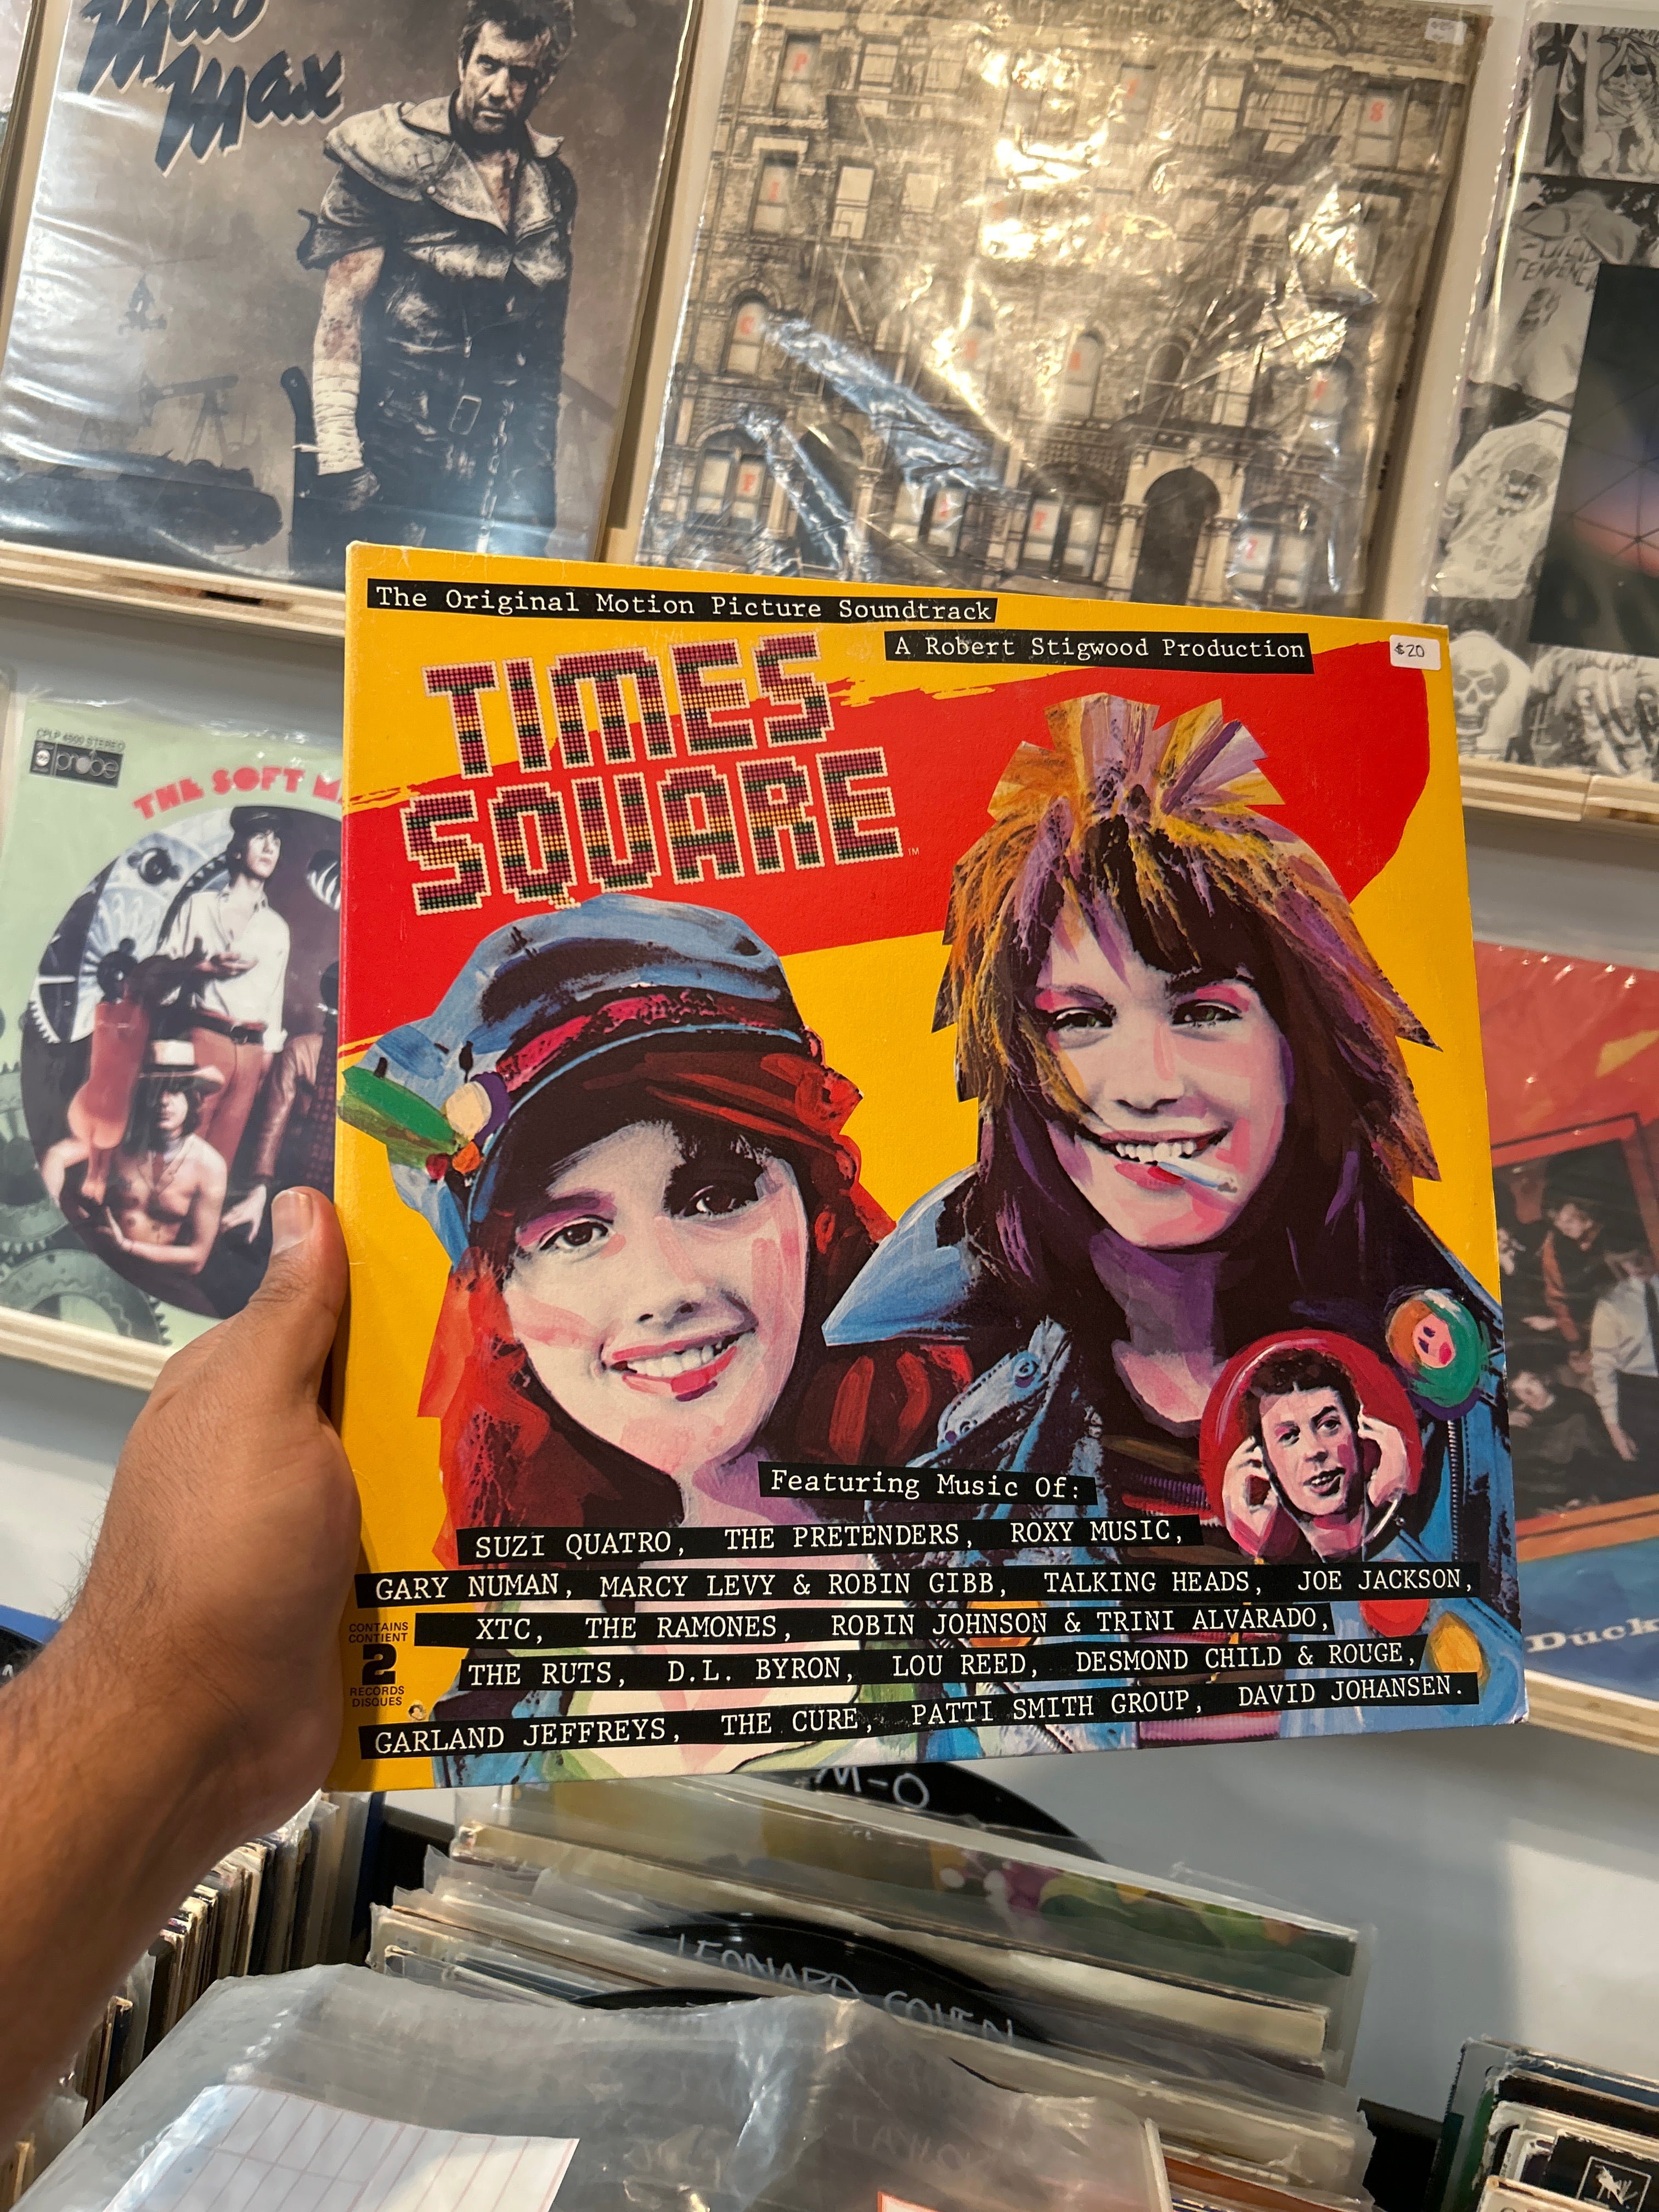 Mad
Max
The Original Motion Picture Soundtrack
A Robert Stigwood Production
$20
TIMES
SQUARE
TM
CPLP 4500 STEREO
probe
THE SOFT
Featuring Music Of:
SUZI QUATRO, THE PRETENDERS, ROXY MUSIC,
GARY NUMAN, MARCY LEVY & ROBIN GIBB, TALKING HEADS, JOE JACKSON,
XTC, THE RAMONES, ROBIN JOHNSON & TRINI ALVARADO,
THE RUTS, D.L. BYRON, LOU REED, DESMOND CHILD & ROUGE,
GARLAND JEFFREYS, THE CURE, PATTI SMITH GROUP, DAVID JOHANSEN.
CONTAINS
CONTIENT
2
RECORDS
DISQUES
Duck
M-O
LEONARD COHEN